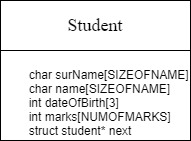 Student
char surName[SIZEOFNAME]
char name[SIZEOFNAME]
int dateOfBirth[3]
int marks[NUMOFMARKS]
struct student* next